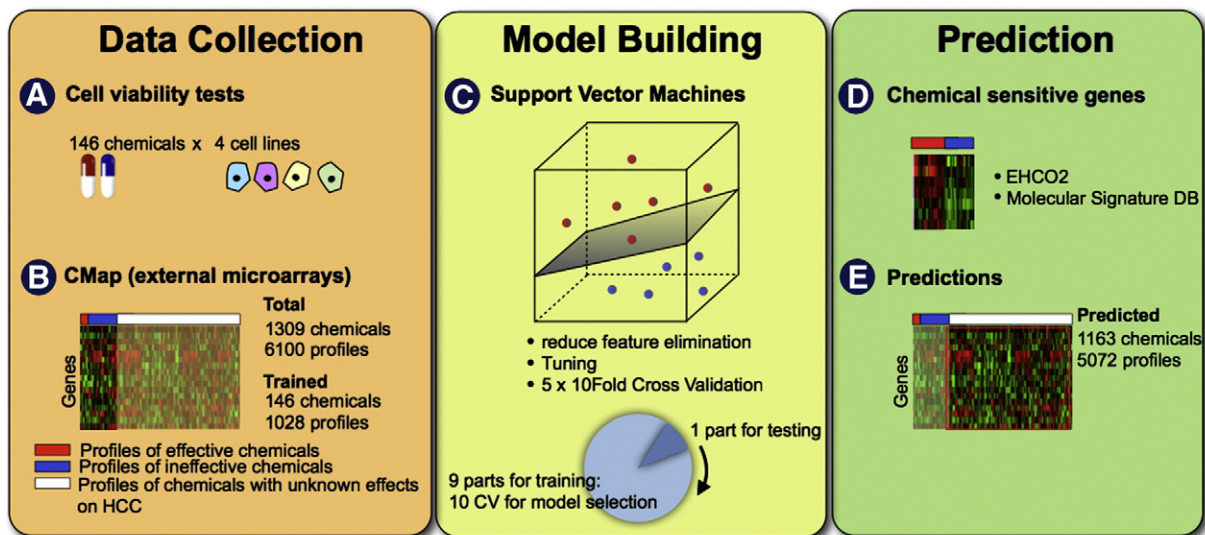 Data Collection
A Cell viability tests
146 chemicals x 4 cell lines
B CMap (external microarrays)
Total
1309 chemicals
6100 profiles
Trained
146 chemicals
1028 profiles
Genes
Profiles of effective chemicals
Profiles of ineffective chemicals
Profiles of chemicals with unknown effects
on HCC
Model Building
C Support Vector Machines
• reduce feature elimination
• Tuning
• 5 x 10Fold Cross Validation
1 part for testing
9 parts for training:
10 CV for model selection
Prediction
D Chemical sensitive genes
• EHCO2
• Molecular Signature DB
E Predictions
Genes
Predicted
1163 chemicals
5072 profiles